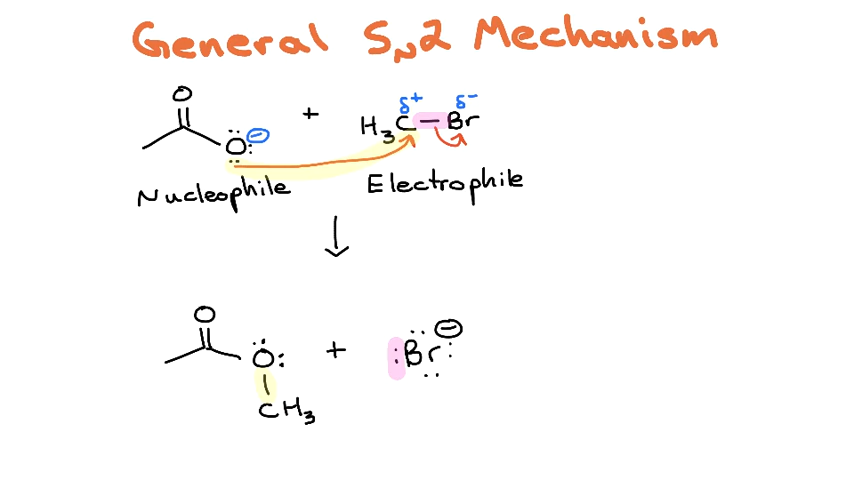 General SN2 Mechanism
O
δ+ δ-
O: ⊖ + H3C—Br
Nucleophile Electrophile
O
O: + :Br: ⊖
CH3